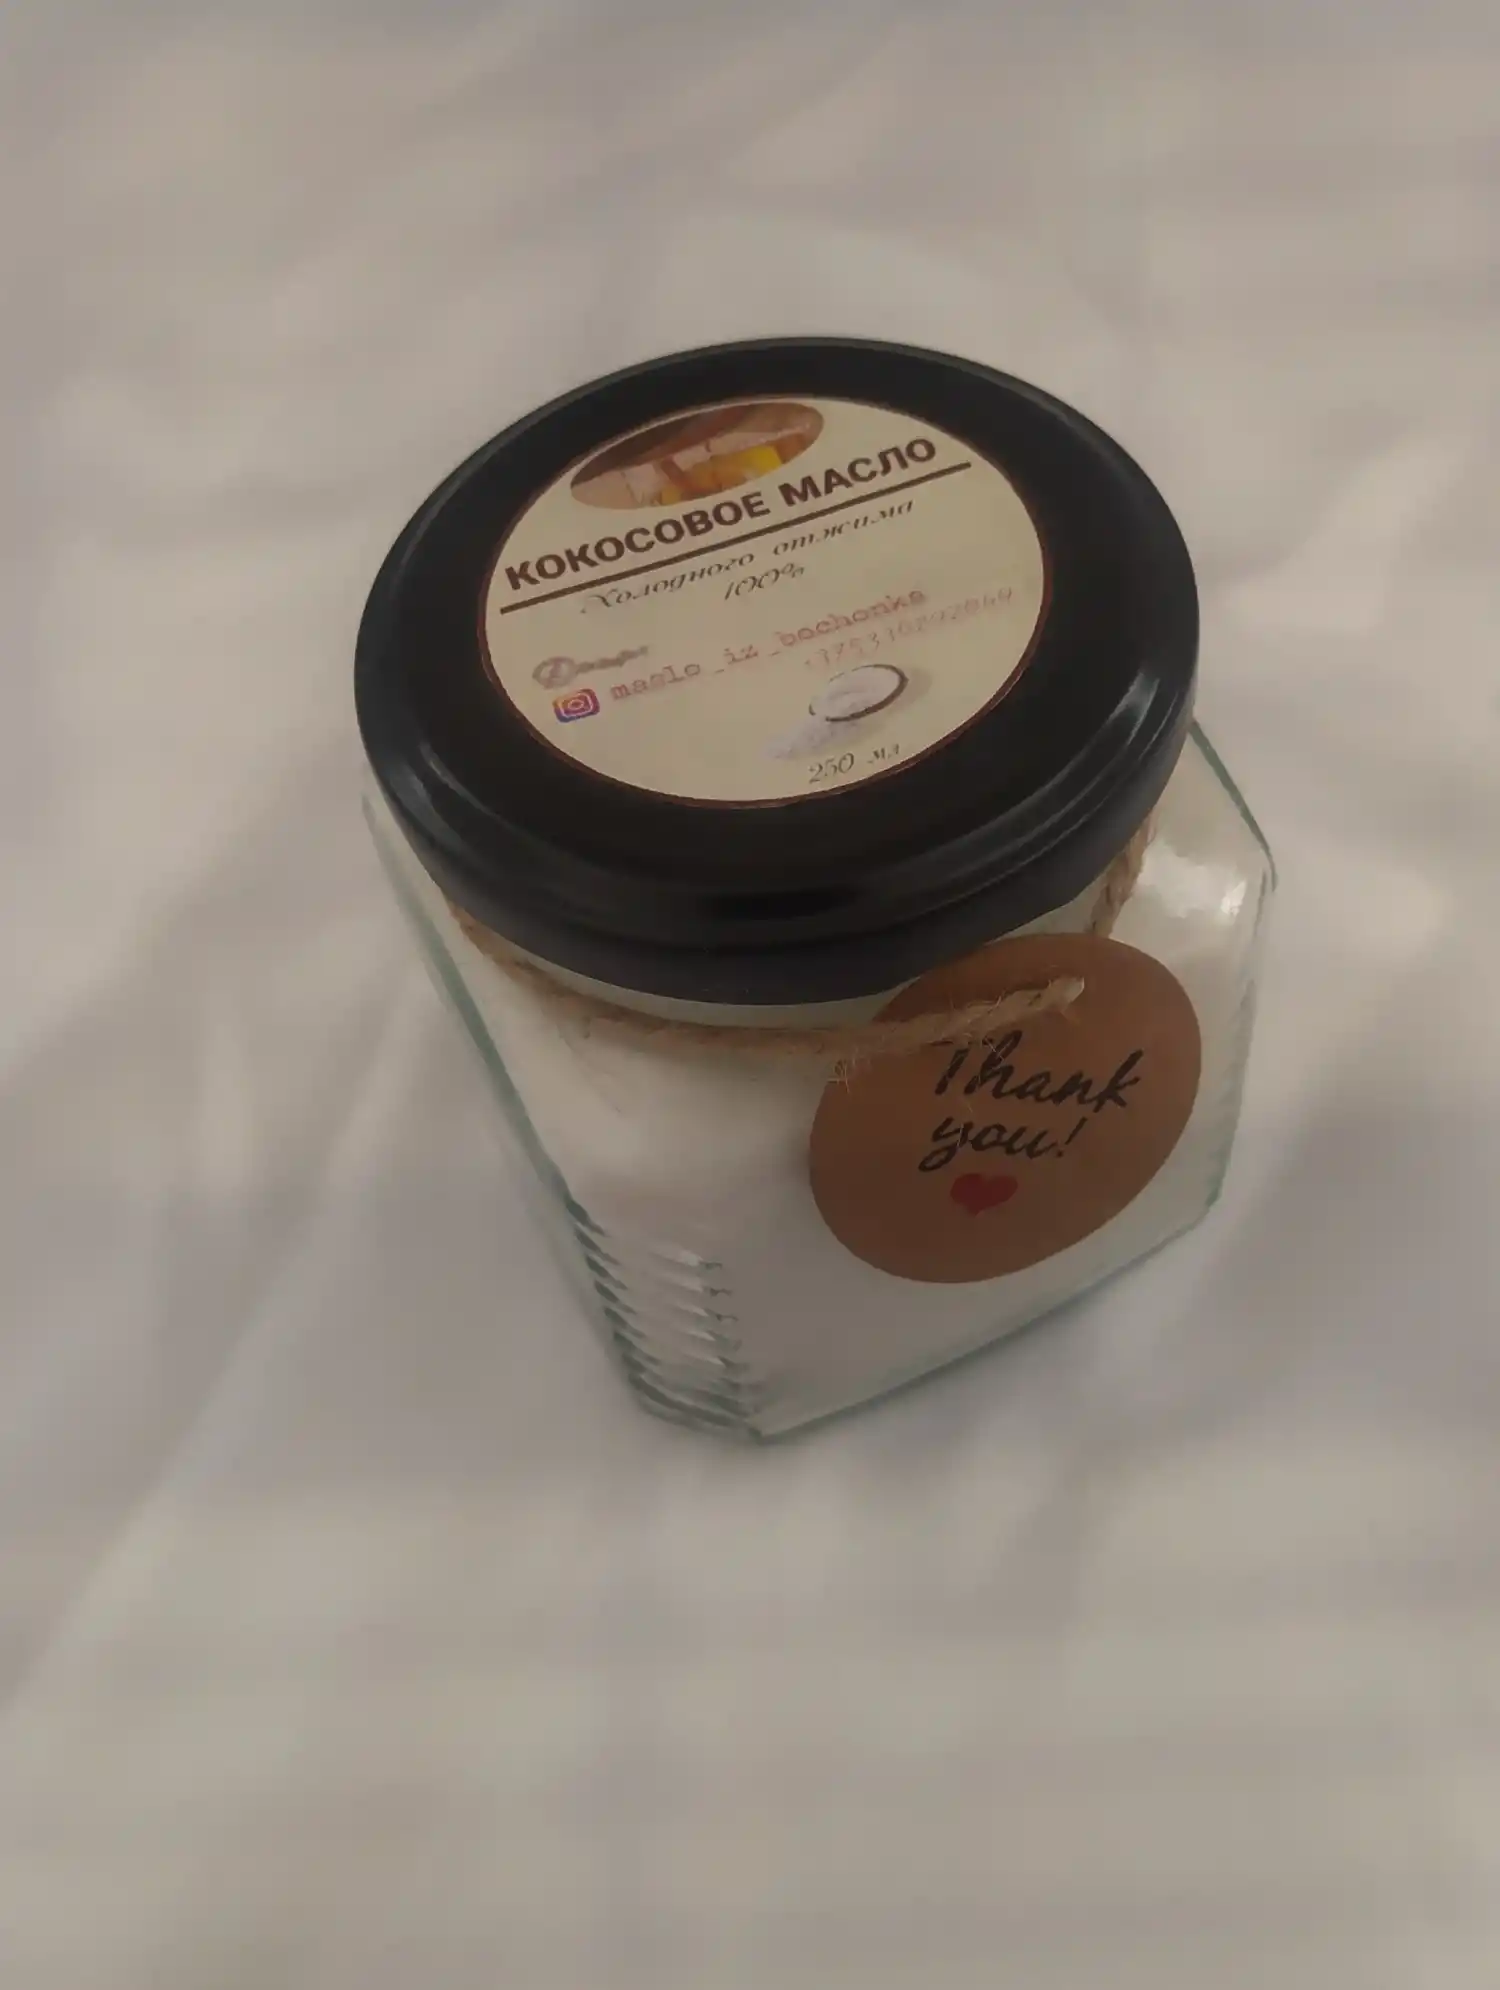 КОКОСОВОЕ МАСЛО
Холодного отжима
100%
maslo_iz_bochonka
250 мл
Thank
you!